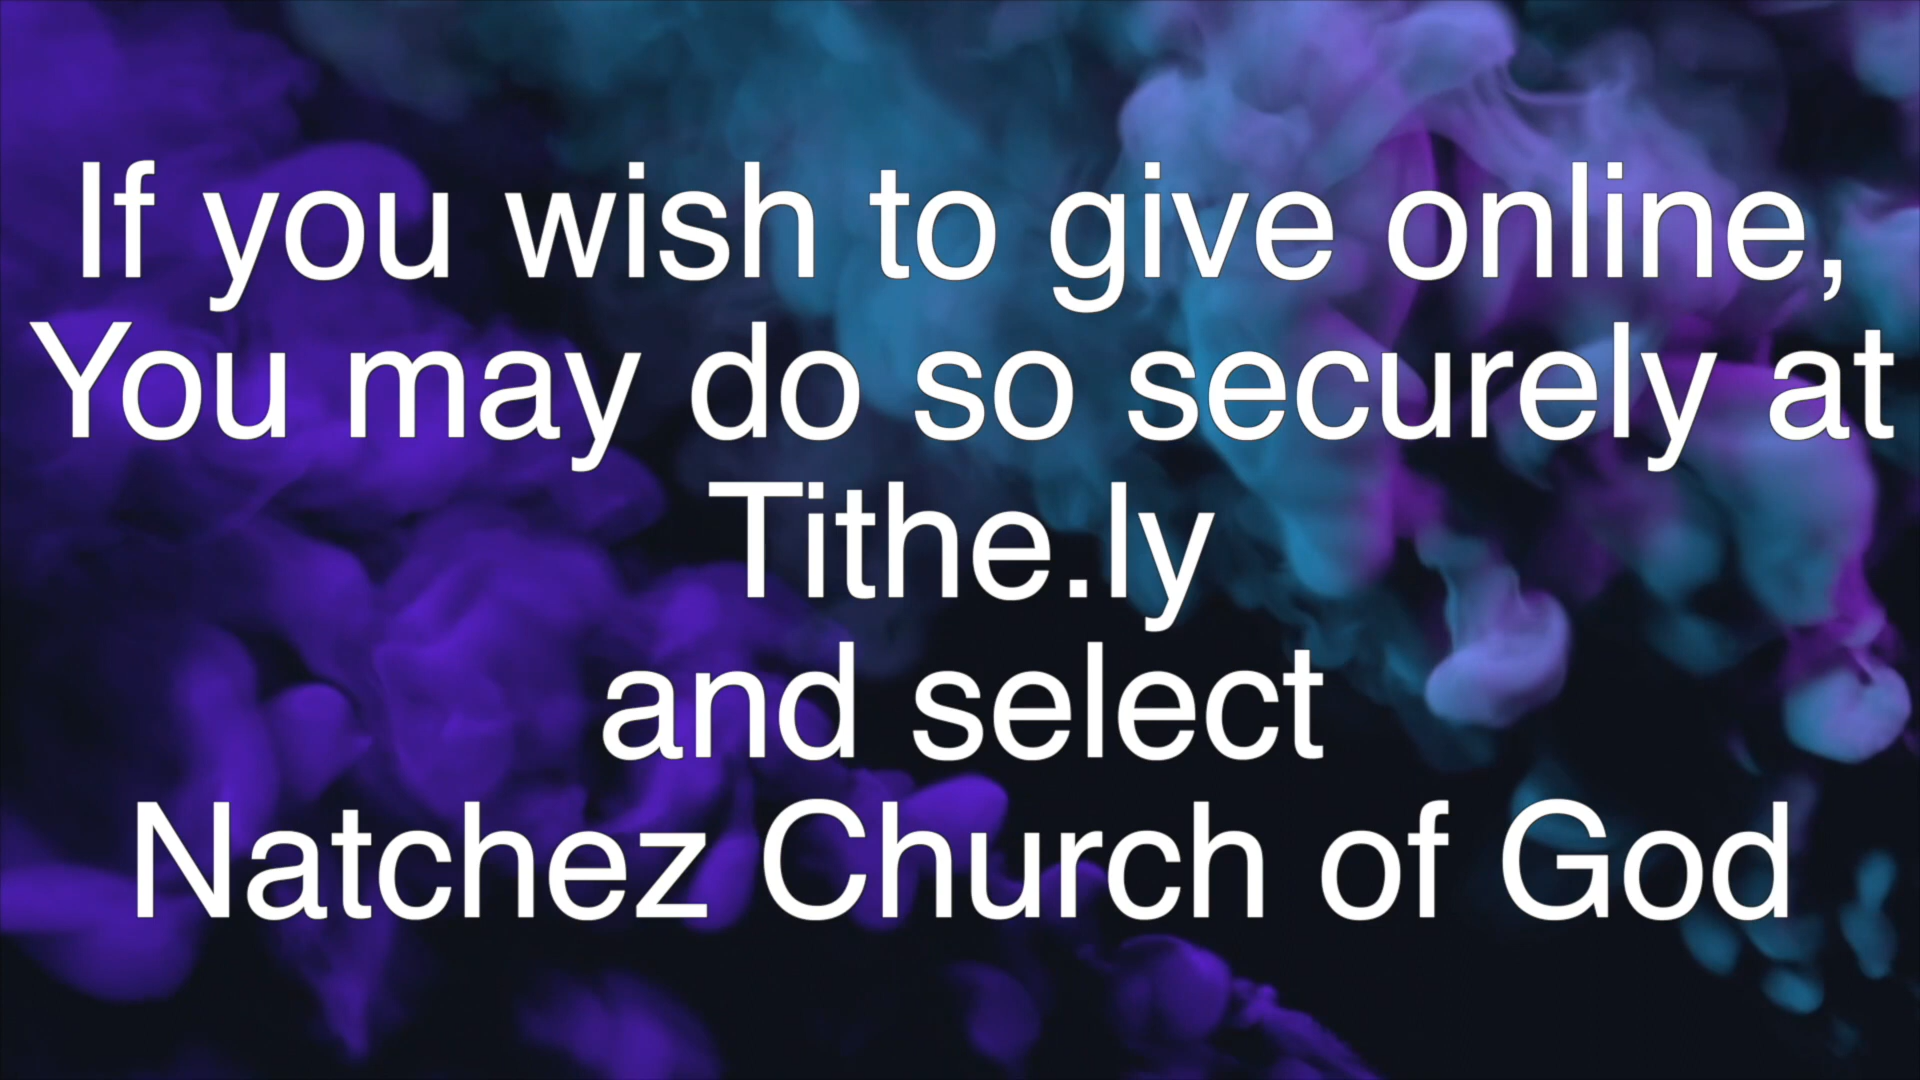 If you wish to give online,
You may do so securely at
Tithe.ly
and select
Natchez Church of God